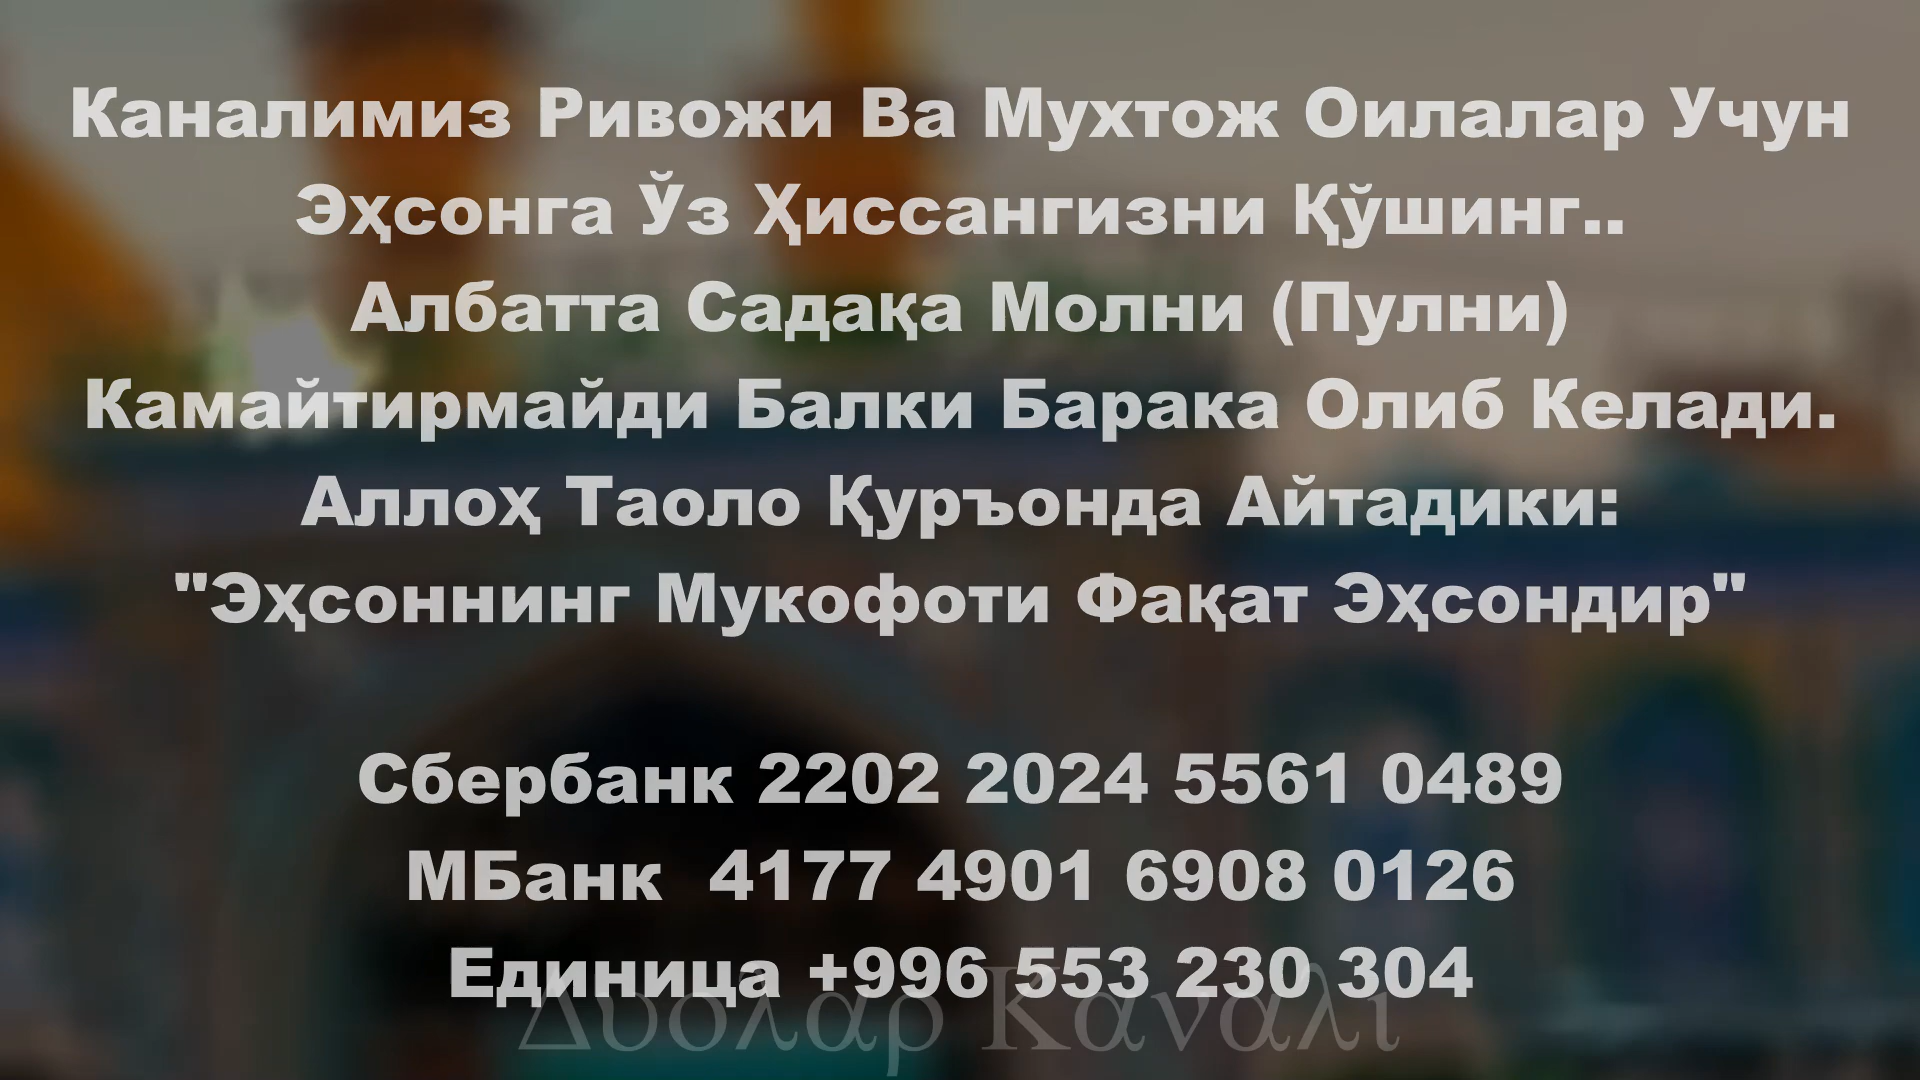 Каналимиз Ривожи Ва Мухтож Оилалар Учун
Эҳсонга Ўз Ҳиссангизни Қўшинг..
Албатта Садақа Молни (Пулни)
Камайтирмайди Балки Барака Олиб Келади.
Аллоҳ Таоло Қуръонда Айтадики:
"Эҳсоннинг Мукофоти Фақат Эҳсондир"
Сбербанк 2202 2024 5561 0489
МБанк  4177 4901 6908 0126
Единица +996 553 230 304
Δυολαρ Καναλι